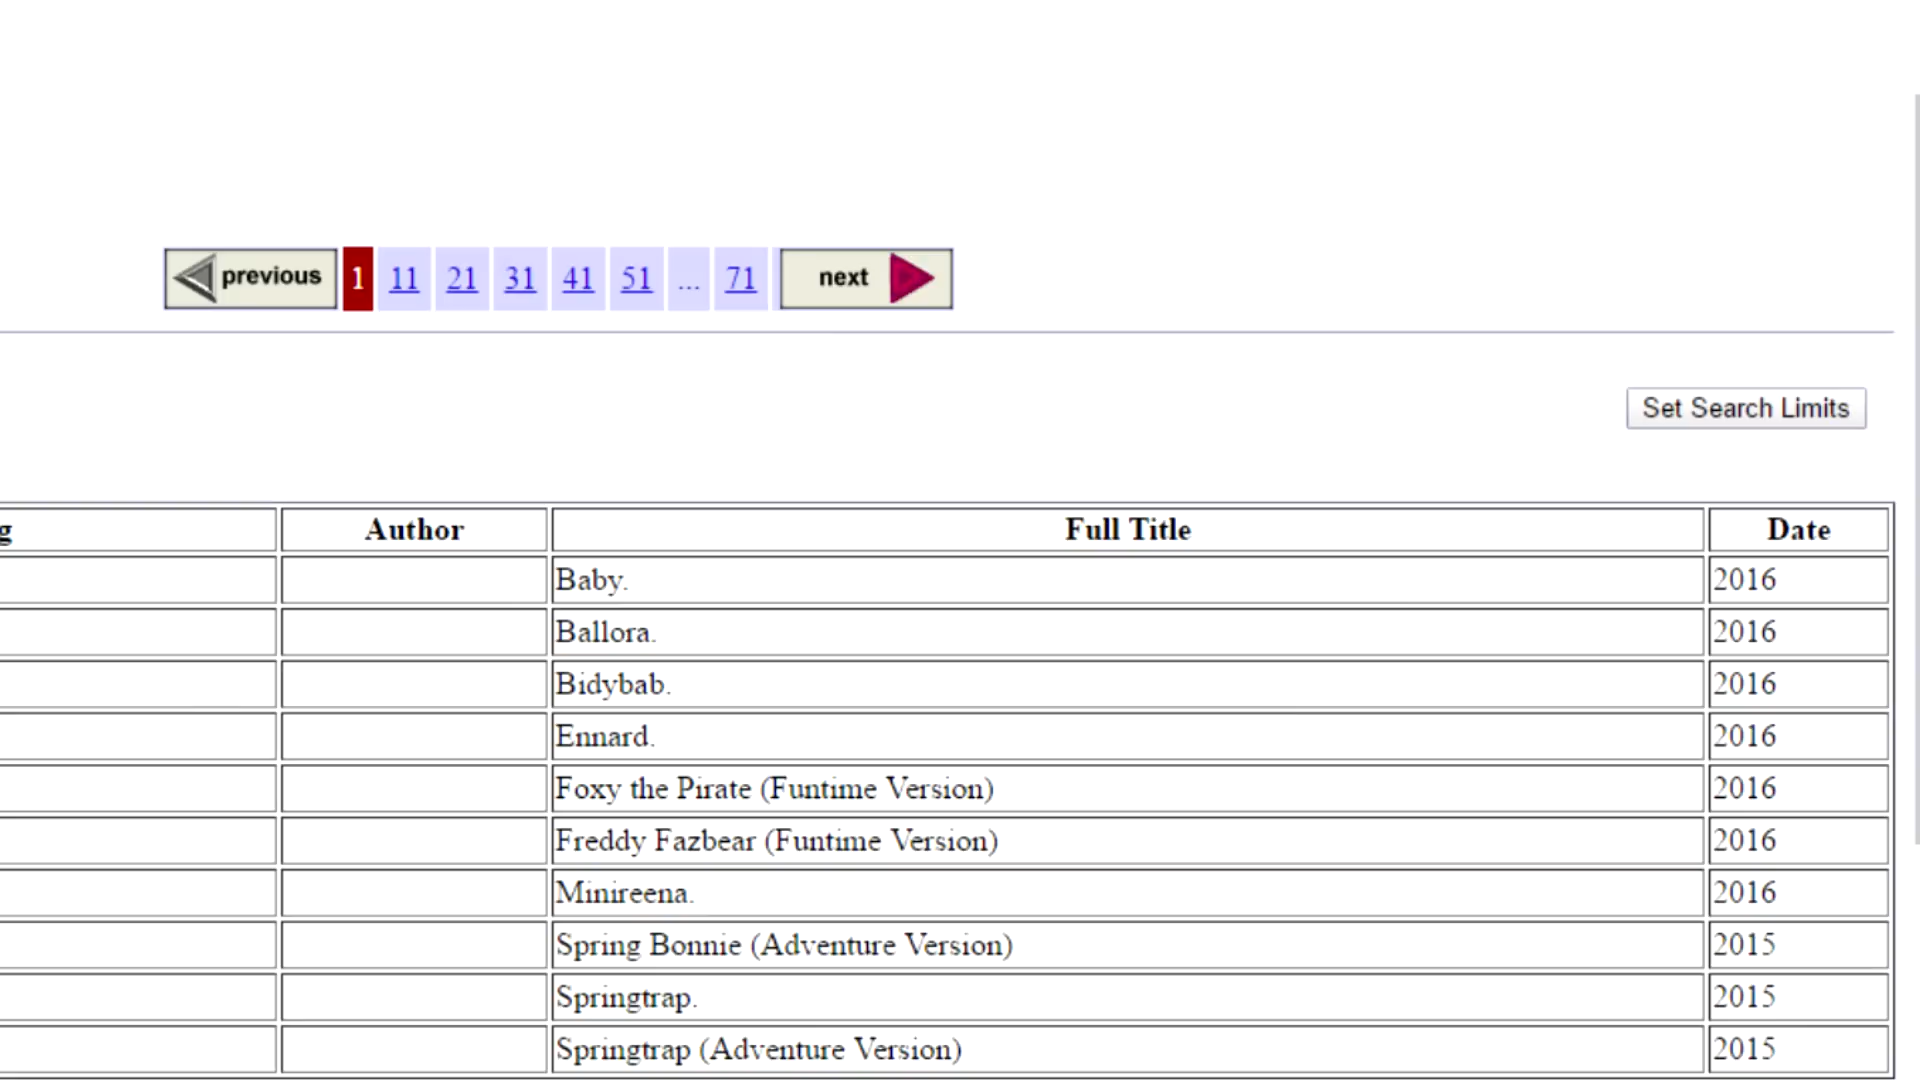 previous 1 11 21 31 41 51 ... 71 next
Set Search Limits
g Author Full Title Date
Baby. 2016
Ballora. 2016
Bidybab. 2016
Ennard. 2016
Foxy the Pirate (Funtime Version) 2016
Freddy Fazbear (Funtime Version) 2016
Minireena. 2016
Spring Bonnie (Adventure Version) 2015
Springtrap. 2015
Springtrap (Adventure Version) 2015